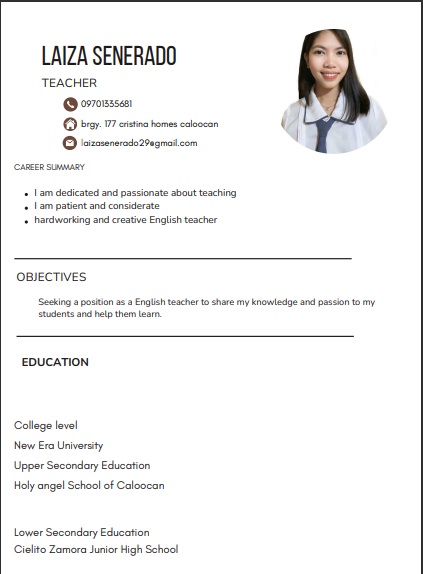 LAIZA SENERADO
TEACHER
09701335681
brgy. 177 cristina homes caloocan
laizasenerado29@gmail.com
CAREER SUMMARY
• I am dedicated and passionate about teaching
• I am patient and considerate
• hardworking and creative English teacher
OBJECTIVES
Seeking a position as a English teacher to share my knowledge and passion to my
students and help them learn.
EDUCATION
College level
New Era University
Upper Secondary Education
Holy angel School of Caloocan
Lower Secondary Education
Cielito Zamora Junior High School